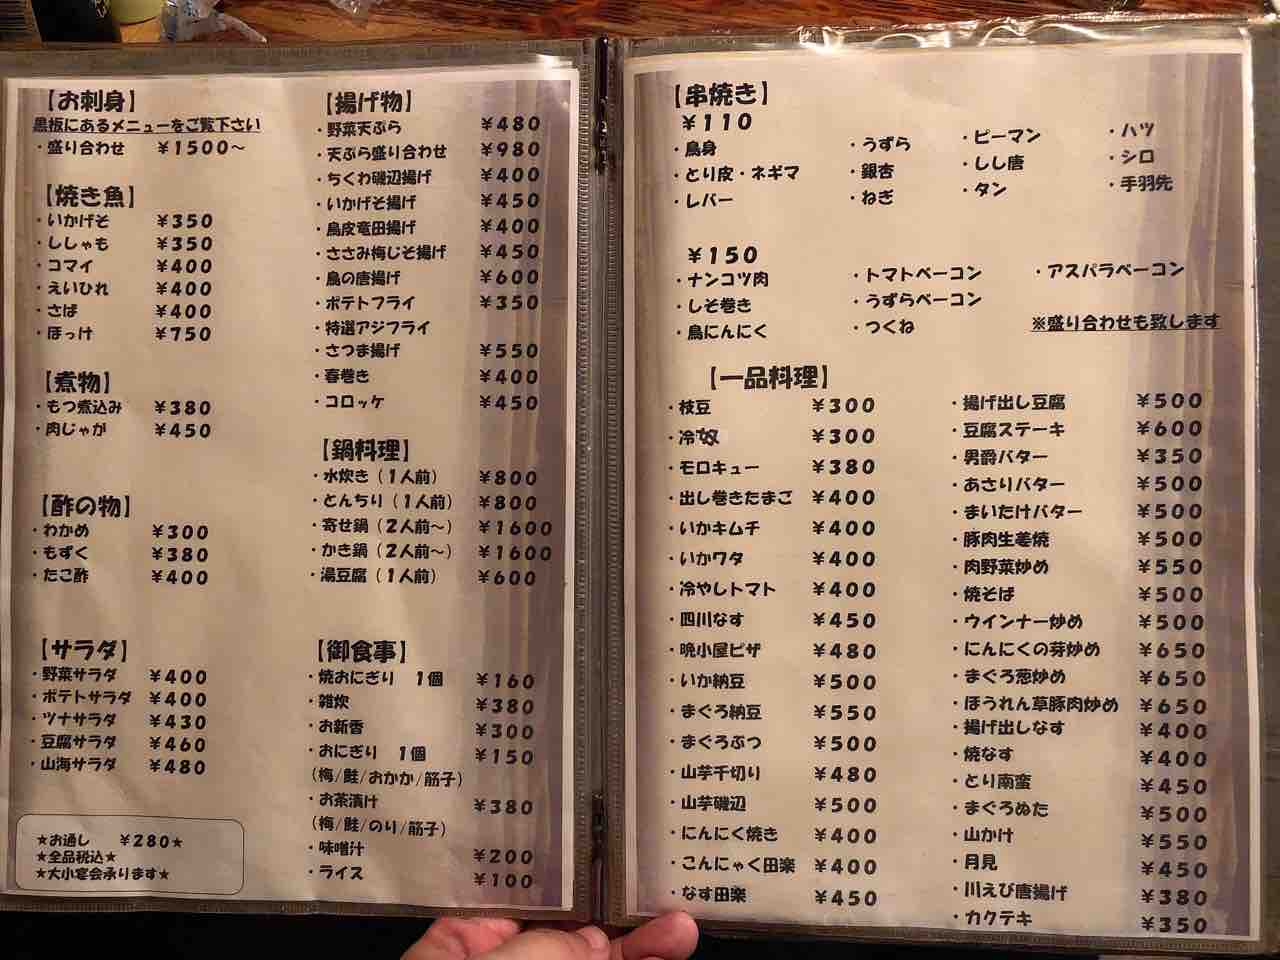 【お刺身】
黒板にあるメニューをご覧下さい
・盛り合わせ ￥1500～
【焼き魚】
・いかげそ ￥350
・ししゃも ￥350
・コマイ ￥400
・えいひれ ￥400
・さば ￥400
・ほっけ ￥750
【煮物】
・もつ煮込み ￥380
・肉じゃが ￥450
【酢の物】
・わかめ ￥300
・もずく ￥380
・たこ酢 ￥400
【サラダ】
・野菜サラダ ￥400
・ポテトサラダ ￥400
・ツナサラダ ￥430
・豆腐サラダ ￥460
・山海サラダ ￥480
★お通し ￥280★
★全品税込★
★大小宴会承ります★
【揚げ物】
・野菜天ぷら ￥480
・天ぷら盛り合わせ ￥980
・ちくわ磯辺揚げ ￥400
・いかげそ揚げ ￥450
・鳥皮竜田揚げ ￥400
・ささみ梅じそ揚げ ￥450
・鳥の唐揚げ ￥600
・ポテトフライ ￥350
・特選アジフライ
・さつま揚げ ￥550
・春巻き ￥400
・コロッケ ￥450
【鍋料理】
・水炊き（1人前） ￥800
・とんちり（1人前） ￥800
・寄せ鍋（2人前～） ￥1600
・かき鍋（2人前～） ￥1600
・湯豆腐（1人前） ￥600
【御食事】
・焼おにぎり 1個 ￥160
・雑炊 ￥380
・お新香 ￥300
・おにぎり 1個 ￥150
（梅/鮭/おかか/筋子）
・お茶漬け ￥380
（梅/鮭/のり/筋子）
・味噌汁 ￥200
・ライス ￥100
【串焼き】
￥110
・鳥身 ・うずら ・ピーマン ・ハツ
・とり皮・ネギマ ・銀杏 ・しし唐 ・シロ
・レバー ・ねぎ ・タン ・手羽先
￥150
・ナンコツ肉 ・トマトベーコン ・アスパラベーコン
・しそ巻き ・うずらベーコン
・鳥にんにく ・つくね ※盛り合わせも致します
【一品料理】
・枝豆 ￥300
・冷奴 ￥300
・モロキュー ￥380
・出し巻きたまご ￥400
・いかキムチ ￥400
・いかワタ ￥400
・冷やしトマト ￥400
・四川なす ￥450
・晩小屋ピザ ￥480
・いか納豆 ￥500
・まぐろ納豆 ￥550
・まぐろぶつ ￥500
・山芋千切り ￥480
・山芋磯辺 ￥500
・にんにく焼き ￥400
・こんにゃく田楽 ￥400
・なす田楽 ￥450
・揚げ出し豆腐 ￥500
・豆腐ステーキ ￥600
・男爵バター ￥350
・あさりバター ￥500
・まいたけバター ￥500
・豚肉生姜焼 ￥500
・肉野菜炒め ￥550
・焼そば ￥500
・ウインナー炒め ￥500
・にんにくの芽炒め ￥650
・まぐろ葱炒め ￥650
・ほうれん草豚肉炒め ￥650
・揚げ出しなす ￥400
・焼なす ￥400
・とり南蛮 ￥450
・まぐろぬた ￥500
・山かけ ￥550
・月見 ￥450
・川えび唐揚げ ￥380
・カクテキ ￥350